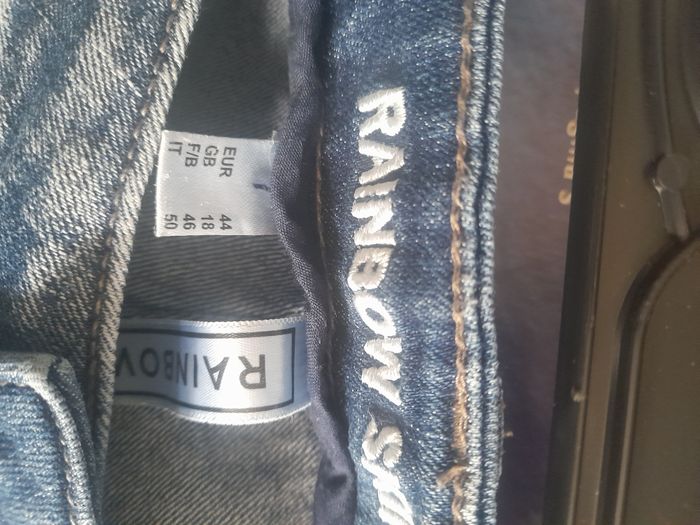 RAINBOW
EUR 44
GB 18
F/B 46
IT 50
RAINBOW